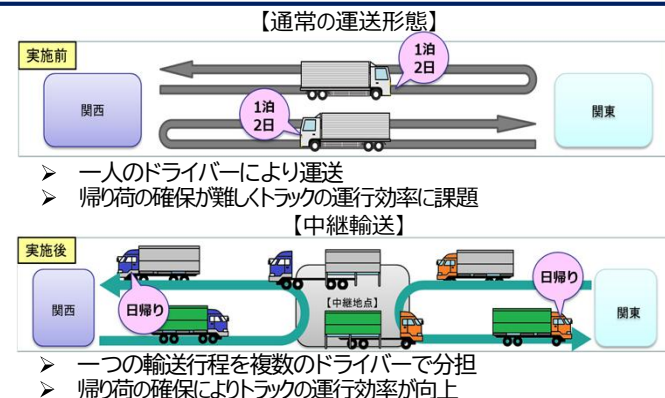 【通常の運送形態】
実施前
1泊
2日
関西
関東
1泊
2日
➢ 一人のドライバーにより運送
➢ 帰り荷の確保が難しくトラックの運行効率に課題
【中継輸送】
実施後
日帰り
関西
日帰り
【中継地点】
関東
➢ 一つの輸送行程を複数のドライバーで分担
➢ 帰り荷の確保によりトラックの運行効率が向上